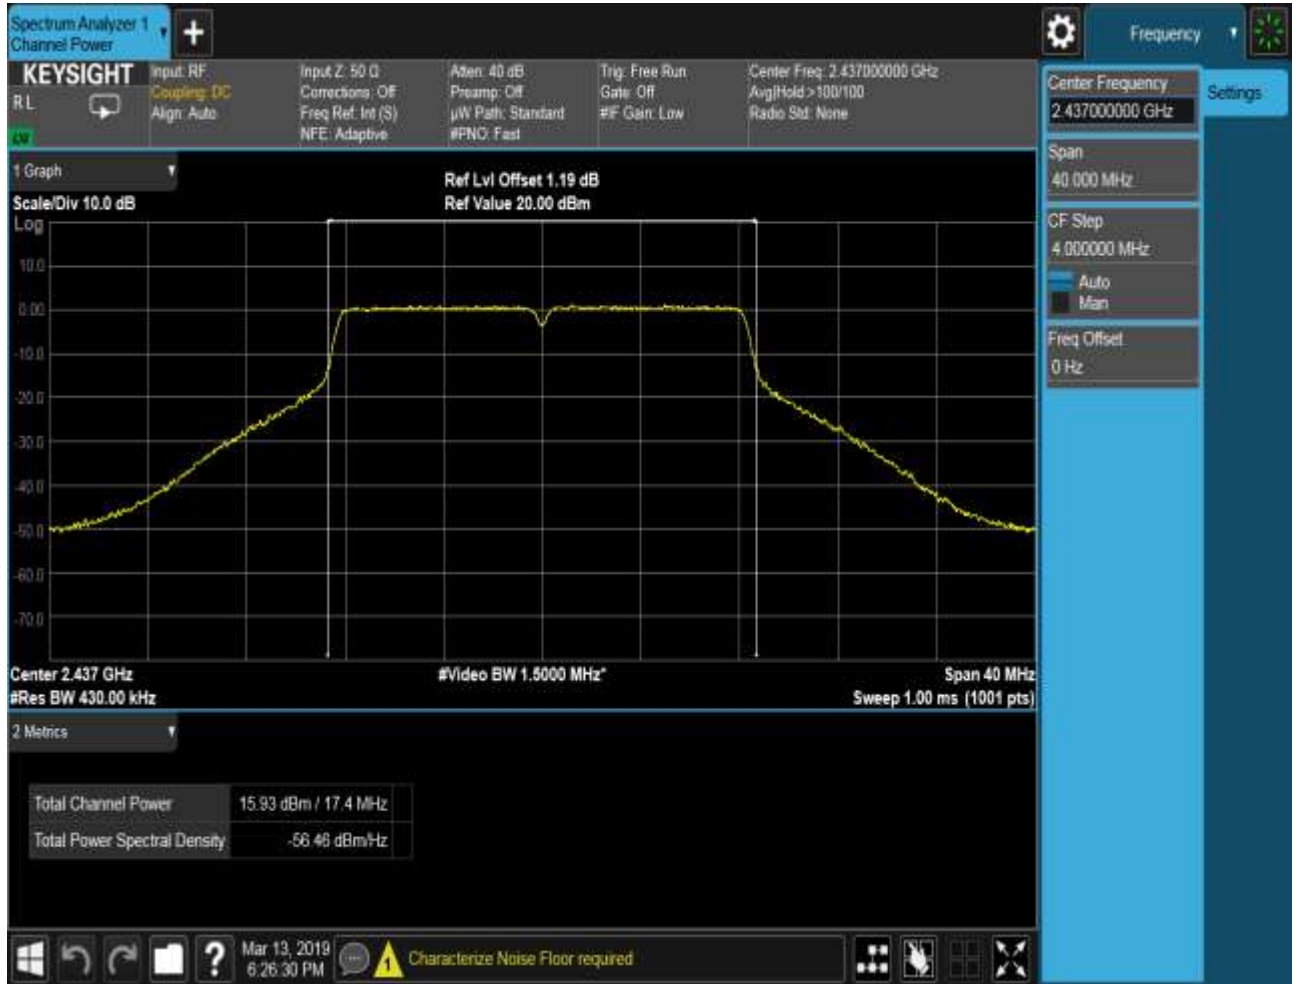 Spectrum Analyzer 1
Channel Power
+
Frequency
KEYSIGHT
R L
Input: RF
Coupling: DC
Align: Auto
Input Z: 50 Ω
Corrections: Off
Freq Ref: Int (S)
NFE: Adaptive
Atten: 40 dB
Preamp: Off
µW Path: Standard
#PNO: Fast
Trig: Free Run
Gate: Off
#IF Gain: Low
Center Freq: 2.437000000 GHz
Avg|Hold:>100/100
Radio Std: None
Center Frequency
2.437000000 GHz
Settings
Span
40.000 MHz
CF Step
4.000000 MHz
Auto
Man
Freq Offset
0 Hz
1 Graph
Scale/Div 10.0 dB
Ref Lvl Offset 1.19 dB
Ref Value 20.00 dBm
Log
10.0
0.00
-10.0
-20.0
-30.0
-40.0
-50.0
-60.0
-70.0
Center 2.437 GHz
#Video BW 1.5000 MHz*
Span 40 MHz
#Res BW 430.00 kHz
Sweep 1.00 ms (1001 pts)
2 Metrics
Total Channel Power 15.93 dBm / 17.4 MHz
Total Power Spectral Density -56.46 dBm/Hz
?
Mar 13, 2019
6:26:30 PM
1
Characterize Noise Floor required